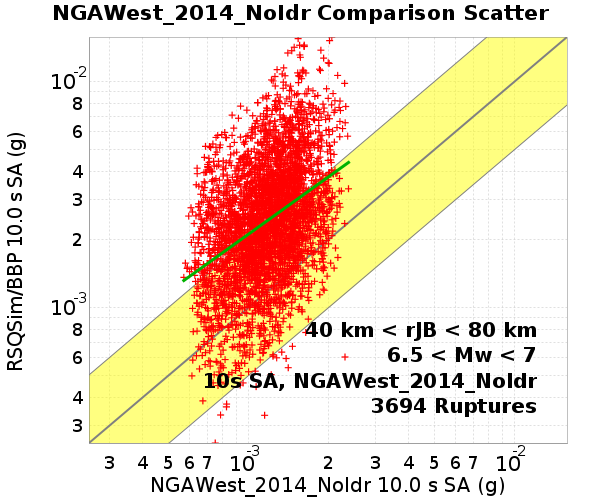 NGAWest_2014_NoIdr Comparison Scatter
RSQSim/BBP 10.0 s SA (g)
10-2
8
6
4
3
2
10-3
8
6
4
3
40 km < rJB < 80 km
6.5 < Mw < 7
10s SA, NGAWest_2014_NoIdr
3694 Ruptures
3 4 5 6 7 10-3 2 3 4 5 6 7 10-2
NGAWest_2014_NoIdr 10.0 s SA (g)